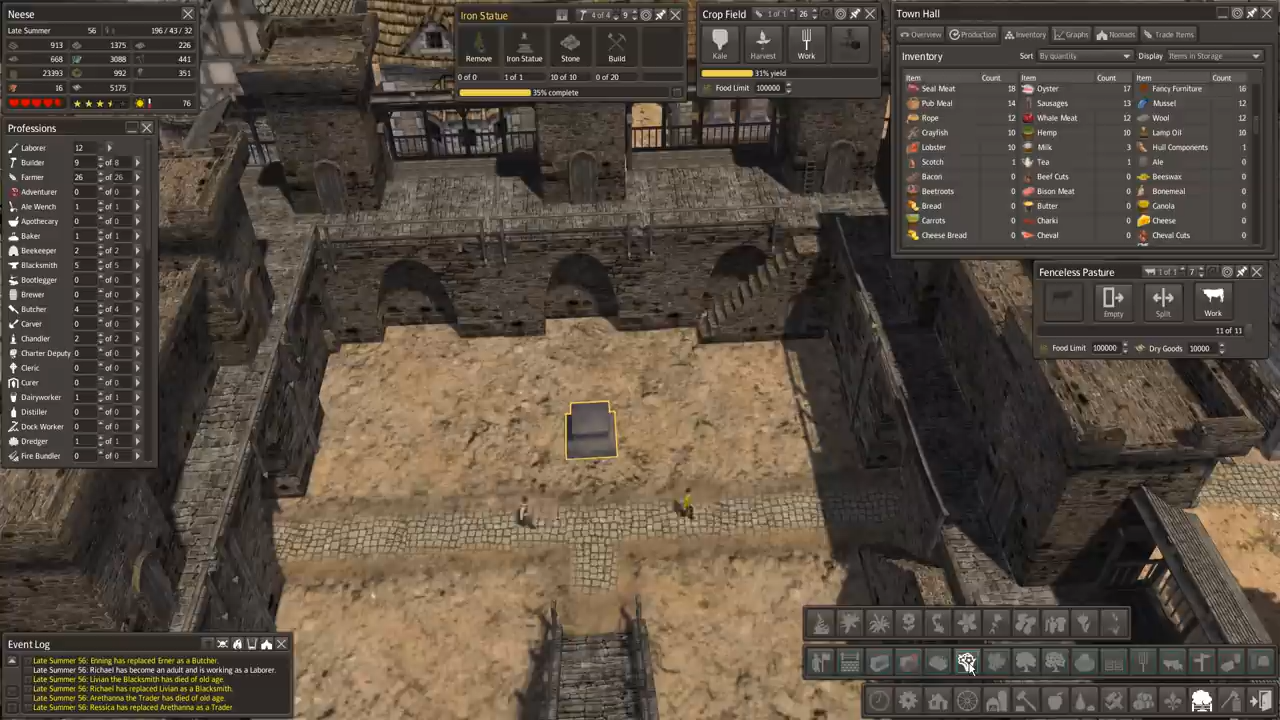 Neese
Late Summer 56 196 / 43 / 32
913 1375 226
668 3088 441
23393 992 351
16 5175
76
Professions
Laborer 12
Builder 9 of 8
Farmer 26 of 26
Adventurer 0 of 0
Ale Wench 1 of 1
Apothecary 0 of 0
Baker 1 of 1
Beekeeper 2 of 2
Blacksmith 5 of 5
Bootlegger 0 of 0
Brewer 0 of 0
Butcher 4 of 4
Carver 0 of 0
Chandler 2 of 2
Charter Deputy 0 of 0
Cleric 0 of 0
Curer 0 of 0
Dairyworker 1 of 1
Distiller 0 of 0
Dock Worker 0 of 0
Dredger 1 of 1
Fire Bundler 0 of 0
Iron Statue 4 of 4 9
Remove Iron Statue Stone Build
0 of 0 1 of 1 10 of 10 0 of 20
35% complete
Crop Field 1 of 1 26
Kale Harvest Work
31% yield
Food Limit 100000
Town Hall
Overview Production Inventory Graphs Nomads Trade Items
Inventory Sort By quantity Display Items in Storage
Item Count Item Count Item Count
Seal Meat 18 Oyster 17 Fancy Furniture 16
Pub Meal 14 Sausages 13 Mussel 12
Rope 12 Whale Meat 12 Wool 12
Crayfish 10 Hemp 10 Lamp Oil 10
Lobster 10 Milk 3 Hull Components 1
Scotch 1 Tea 1 Ale 0
Bacon 0 Beef Cuts 0 Beeswax 0
Beetroots 0 Bison Meat 0 Bonemeal 0
Bread 0 Butter 0 Canola 0
Carrots 0 Charki 0 Cheese 0
Cheese Bread 0 Cheval 0 Cheval Cuts 0
Fenceless Pasture 1 of 1 7
Empty Split Work
11 of 11
Food Limit 100000 Dry Goods 10000
Event Log
Late Summer 56: Enning has replaced Erner as a Butcher.
Late Summer 56: Richael has become an adult and is working as a Laborer.
Late Summer 56: Livian the Blacksmith has died of old age.
Late Summer 56: Richael has replaced Livian as a Blacksmith.
Late Summer 56: Arethanna the Trader has died of old age.
Late Summer 56: Ressica has replaced Arethanna as a Trader